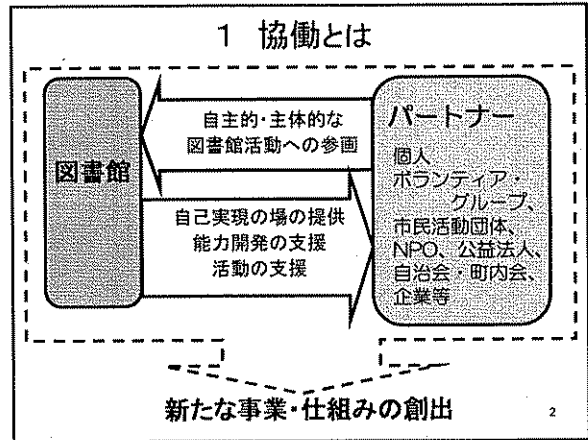 1 協働とは
図書館
自主的・主体的な
図書館活動への参画
自己実現の場の提供
能力開発の支援
活動の支援
パートナー
個人
ボランティア・
グループ、
市民活動団体、
NPO、公益法人、
自治会・町内会、
企業等
新たな事業・仕組みの創出
2